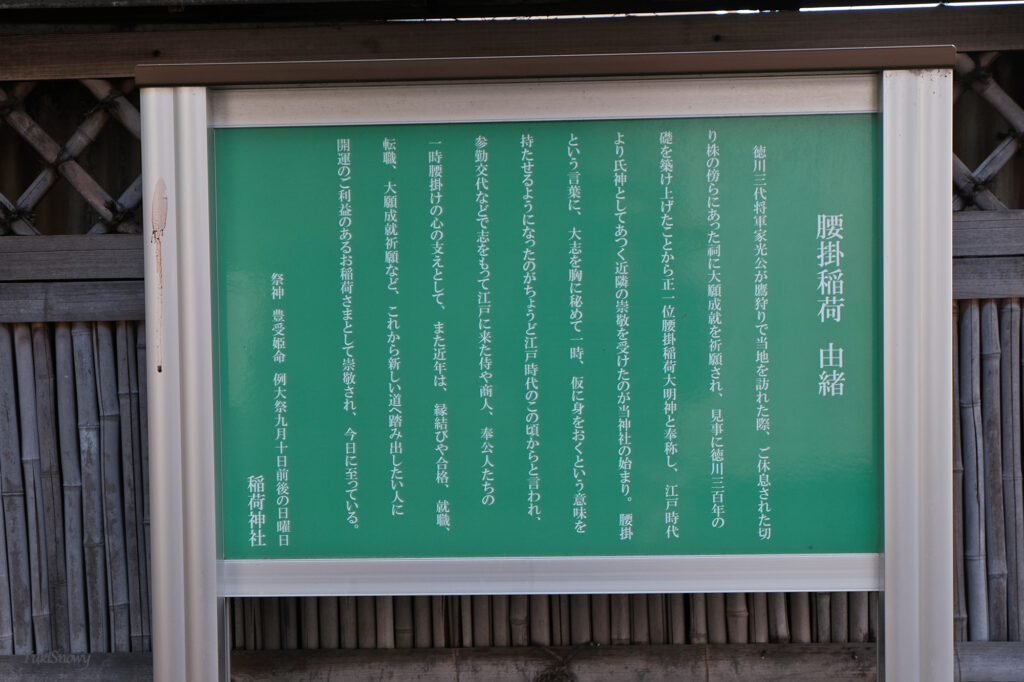 腰掛稲荷 由緒
徳川三代将軍家光公が鷹狩りで当地を訪れた際、ご休息された切
り株の傍らにあった祠に大願成就を祈願され、見事に徳川三百年の
礎を築け上げたことから正一位腰掛稲荷大明神と奉称し、江戸時代
より氏神としてあつく近隣の崇敬を受けたのが当神社の始まり。腰掛
という言葉に、大志を胸に秘めて一時、仮に身をおくという意味を
持たせるようになったのがちょうど江戸時代のこの頃からと言われ、
参勤交代などで志をもって江戸に来た侍や商人、奉公人たちの
一時腰掛けの心の支えとして、また近年は、縁結びや合格、就職、
転職、大願成就祈願など、これから新しい道へ踏み出したい人に
開運のご利益のあるお稲荷さまとして崇敬され、今日に至っている。
祭神 豊受姫命 例大祭九月十日前後の日曜日
稲荷神社
YukiSnowy